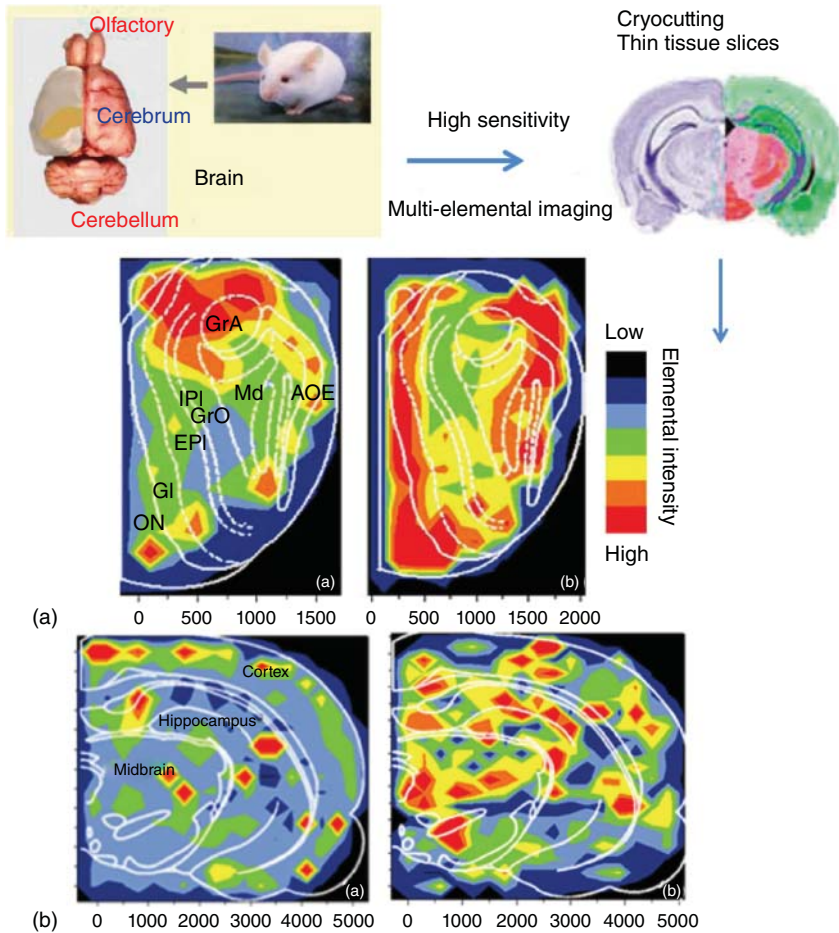 Olfactory
Cerebrum
Brain
Cerebellum
High sensitivity
Multi-elemental imaging
Cryocutting
Thin tissue slices
GrA
IPl
Md
AOE
GrO
EPl
Gl
ON
(a)
(b)
Low
Elemental intensity
High
(a)
0 500 1000 1500
0 500 1000 1500 2000
Cortex
Hippocampus
Midbrain
(a)
(b)
(b)
0 1000 2000 3000 4000 5000
0 1000 2000 3000 4000 5000